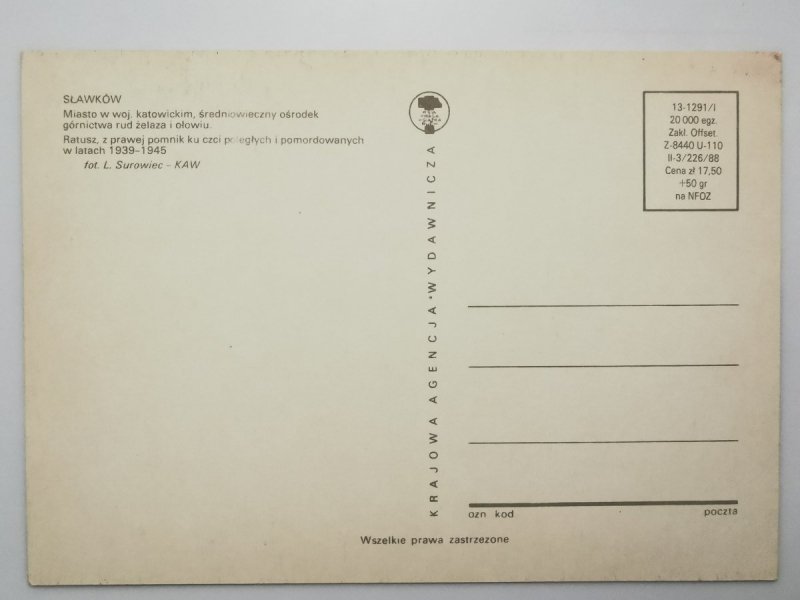 SŁAWKÓW
Miasto w woj. katowickim, średniowieczny ośrodek
górnictwa rud żelaza i ołowiu.
Ratusz, z prawej pomnik ku czci poległych i pomordowanych
w latach 1939-1945
fot. L. Surowiec - KAW
KRAJOWA AGENCJA WYDAWNICZA
13-1291/I
20 000 egz.
Zakł. Offset.
Z-8440 U-110
II-3/226/88
Cena zł 17,50
+50 gr
na NFOZ
ozn kod poczta
Wszelkie prawa zastrzeżone